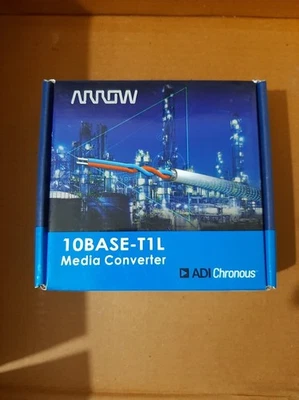 ARROW
10BASE-T1L
Media Converter
ADI Chronous